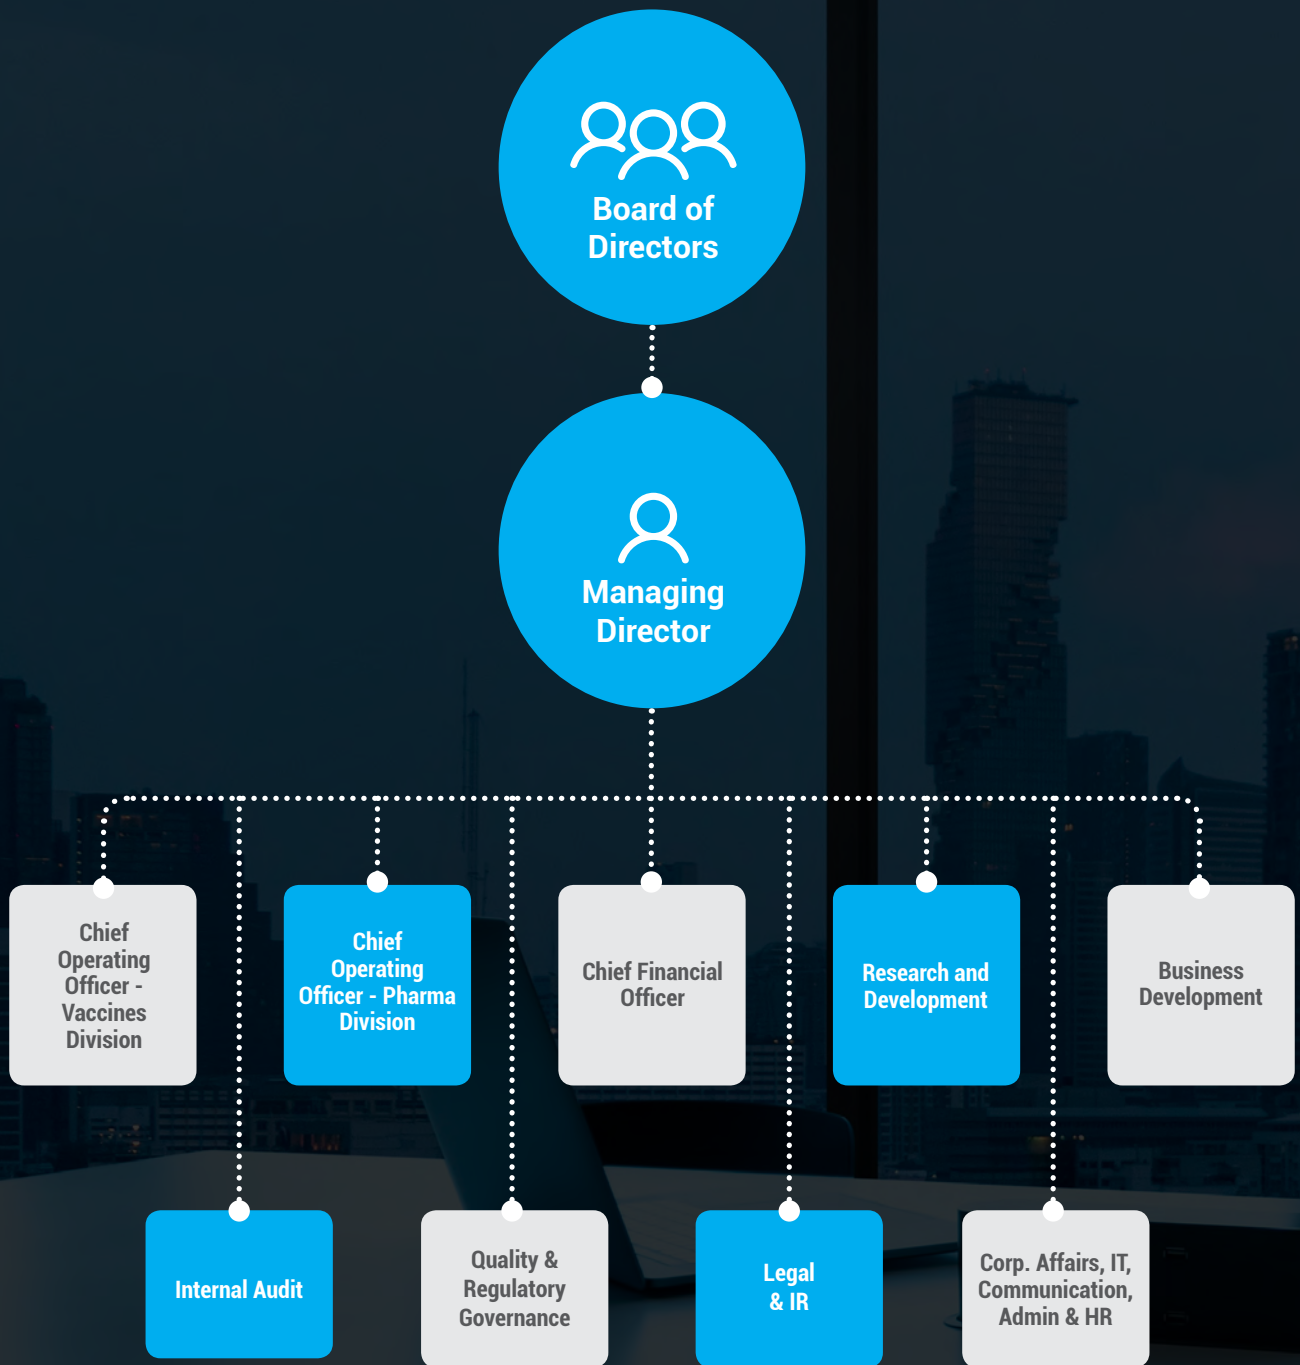 Board of
Directors
Managing
Director
Chief
Operating
Officer -
Vaccines
Division
Chief
Operating
Officer - Pharma
Division
Chief Financial
Officer
Research and
Development
Business
Development
Internal Audit
Quality &
Regulatory
Governance
Legal
& IR
Corp. Affairs, IT,
Communication,
Admin & HR